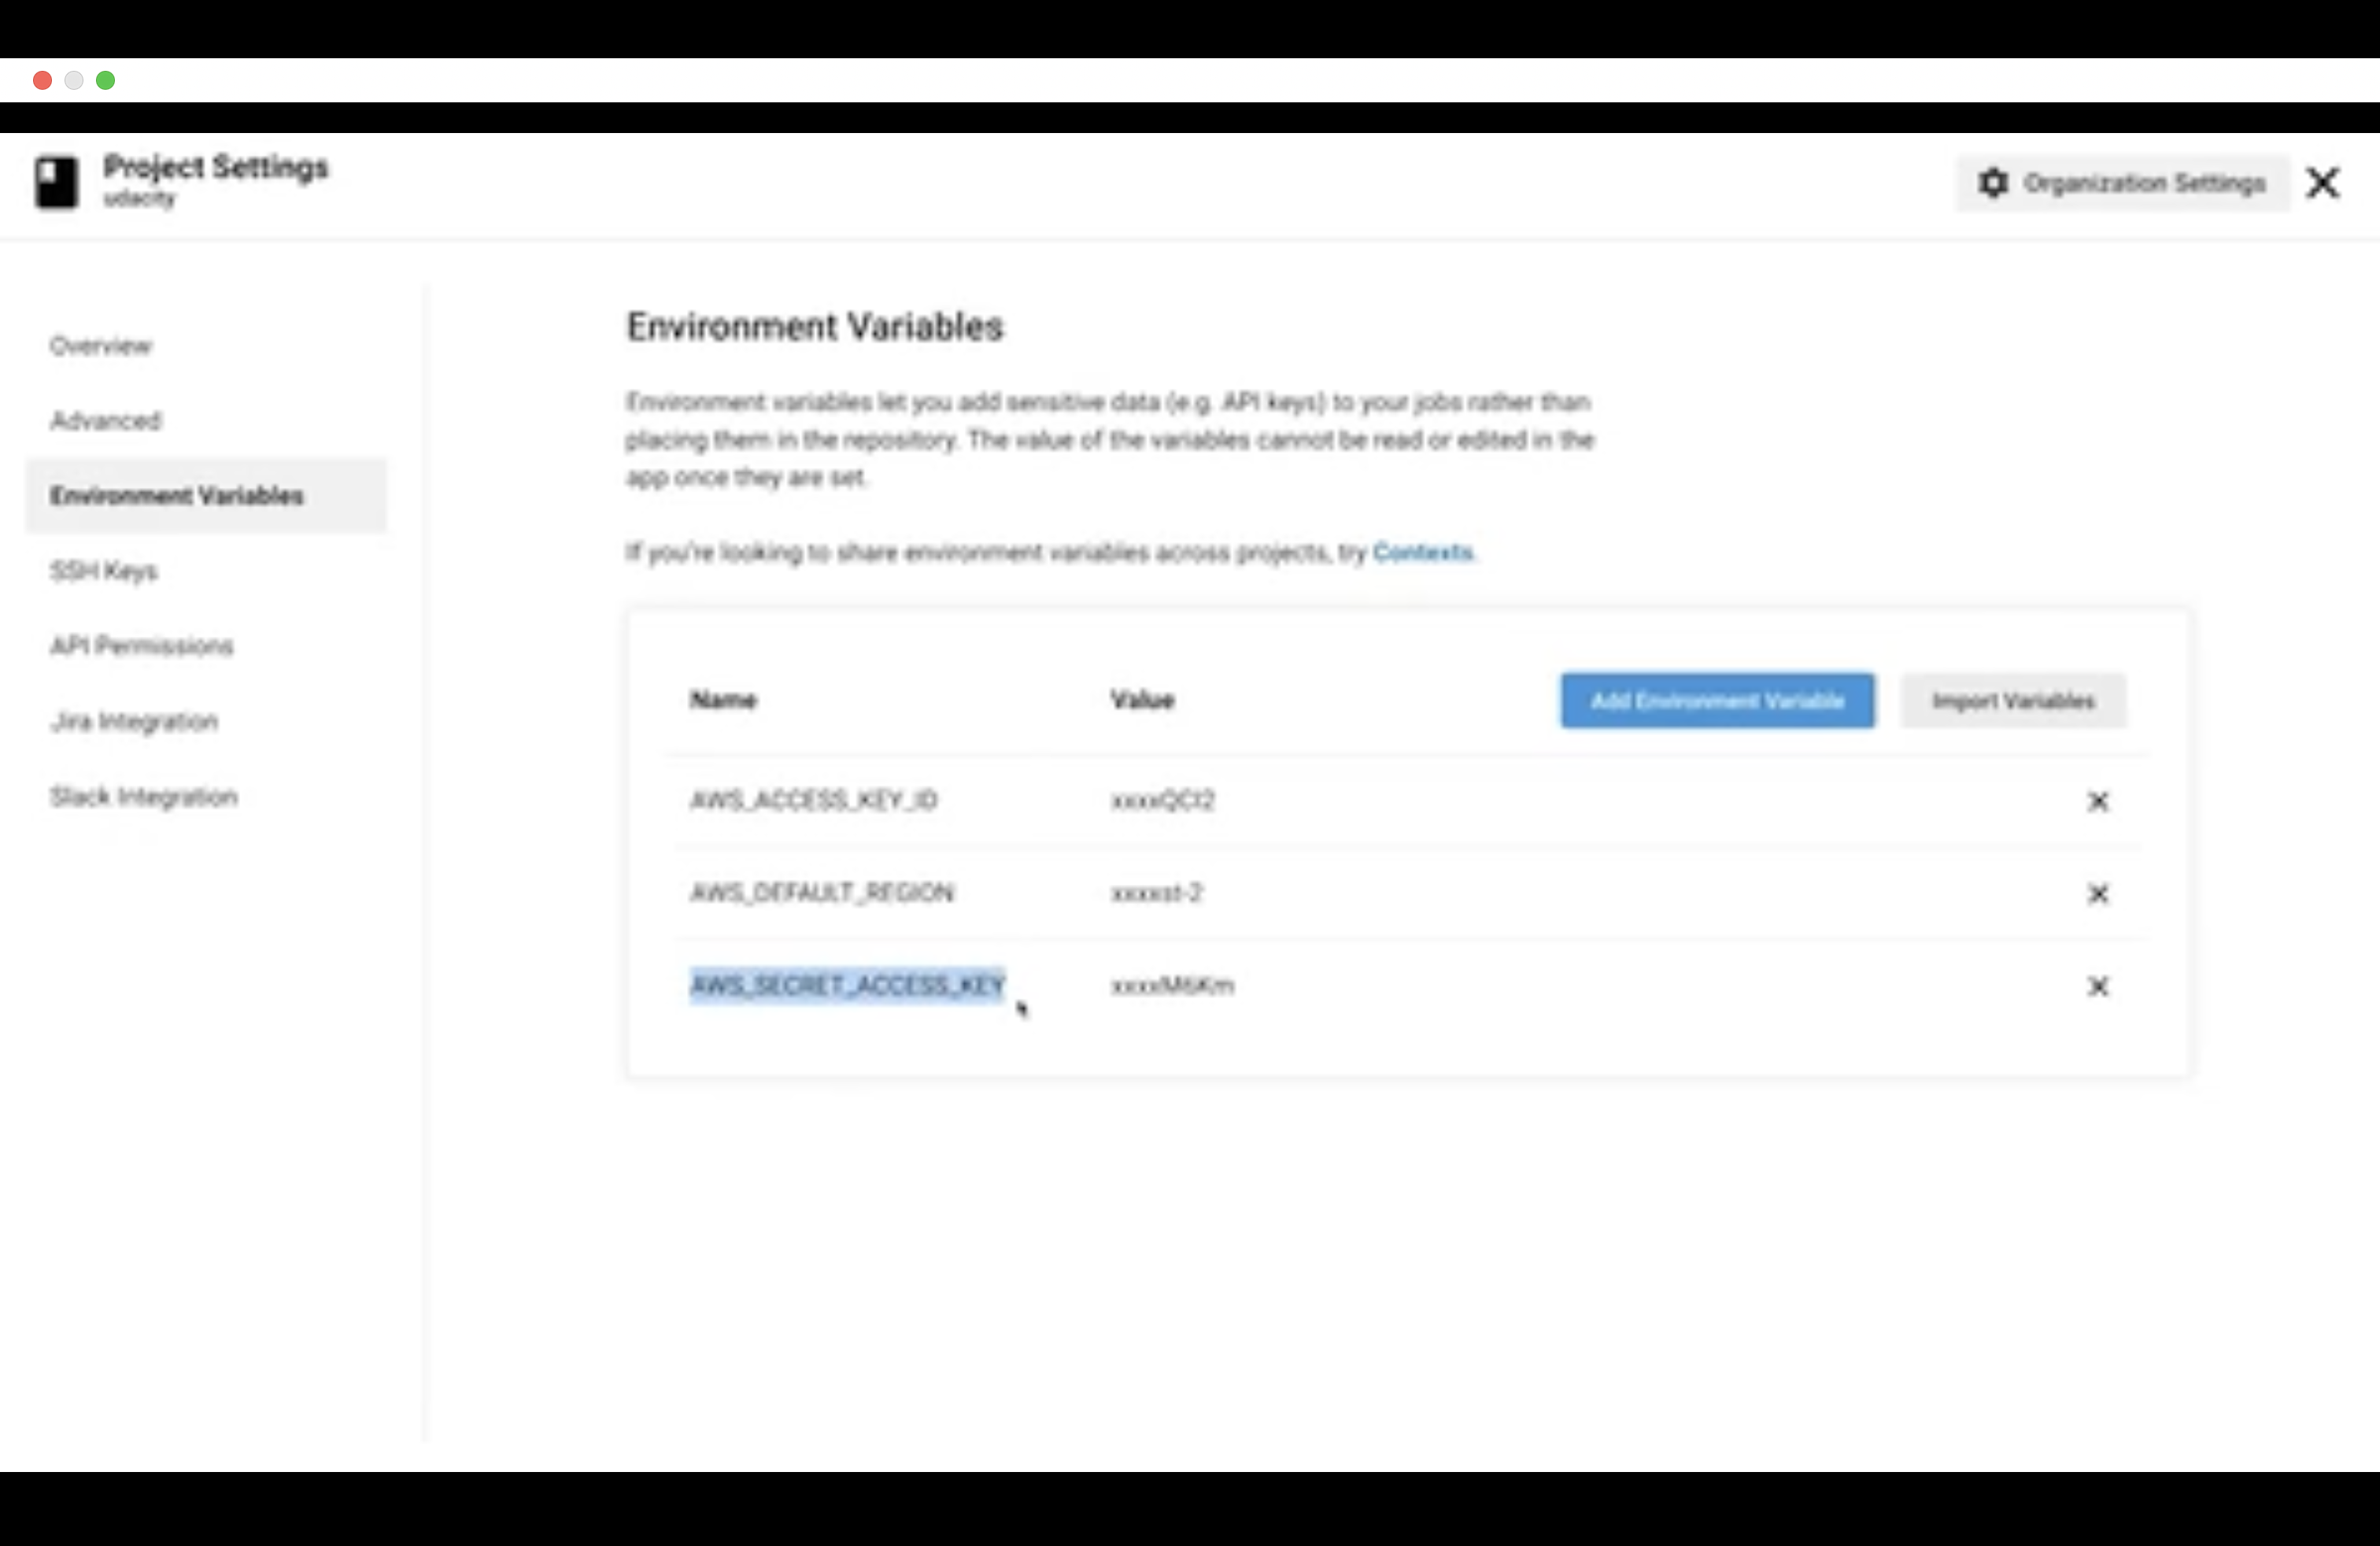 Project Settings
udacity
Organization Settings
Overview
Advanced
Environment Variables
SSH Keys
API Permissions
Jira Integration
Slack Integration
Environment Variables
Environment variables let you add sensitive data (e.g. API keys) to your jobs rather than
placing them in the repository. The value of the variables cannot be read or edited in the
app once they are set.
If you're looking to share environment variables across projects, try Contexts.
Name Value Add Environment Variable Import Variables
AWS_ACCESS_KEY_ID
AWS_DEFAULT_REGION xxxxst-2
AWS_SECRET_ACCESS_KEY xxxxM6Km